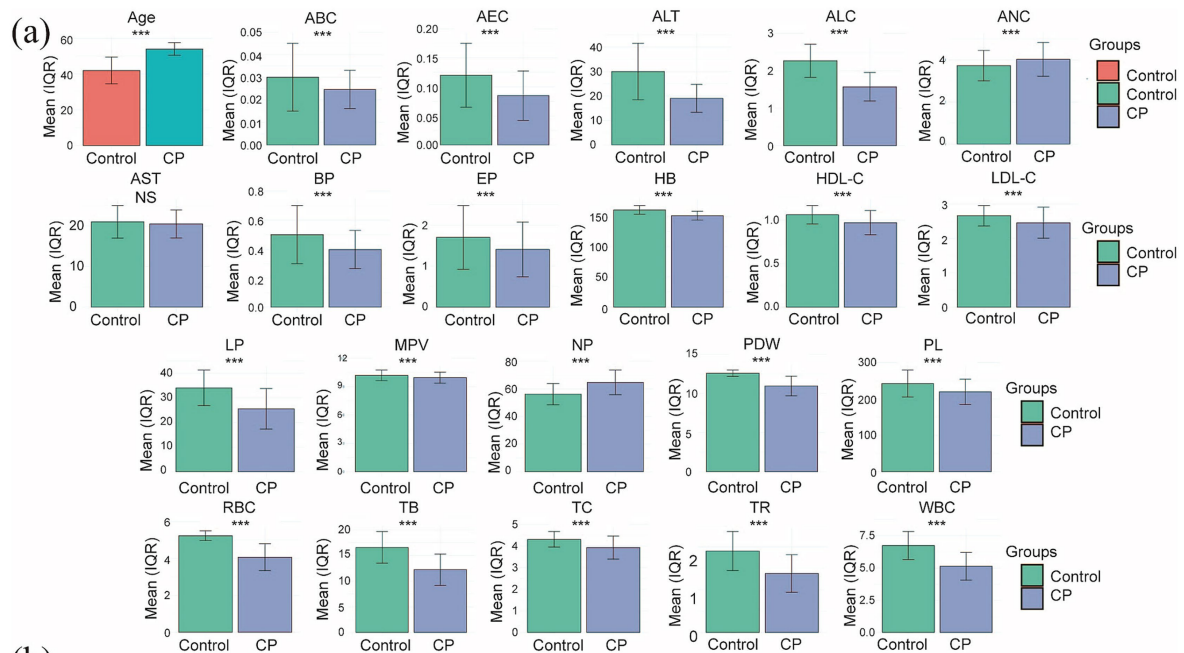 (a)
Age ABC AEC ALT ALC ANC
*** *** *** *** *** ***
Mean (IQR) Mean (IQR) Mean (IQR) Mean (IQR) Mean (IQR) Mean (IQR)
60 40 20 0
0.05 0.04 0.03 0.02 0.01 0.00
0.20 0.15 0.10 0.05 0.00
40 30 20 10 0
3 2 1 0
4 2 0
Control CP Control CP Control CP Control CP Control CP Control CP
Groups
Control
Control
CP
AST BP EP HB HDL-C LDL-C
NS *** *** *** *** ***
Mean (IQR) Mean (IQR) Mean (IQR) Mean (IQR) Mean (IQR) Mean (IQR)
20 10 0
0.8 0.6 0.4 0.2 0.0
2 1 0
150 100 50 0
1.0 0.5 0.0
3 2 1 0
Control CP Control CP Control CP Control CP Control CP Control CP
Groups
Control
CP
LP MPV NP PDW PL
*** *** *** *** ***
Mean (IQR) Mean (IQR) Mean (IQR) Mean (IQR) Mean (IQR)
40 30 20 10 0
12 9 6 3 0
80 60 40 20 0
10 5 0
300 200 100 0
Control CP Control CP Control CP Control CP Control CP
Groups
Control
CP
RBC TB TC TR WBC
*** *** *** *** ***
Mean (IQR) Mean (IQR) Mean (IQR) Mean (IQR) Mean (IQR)
6 4 2 0
20 15 10 5 0
5 4 3 2 1 0
2 1 0
7.5 5.0 2.5 0.0
Control CP Control CP Control CP Control CP Control CP
Groups
Control
CP